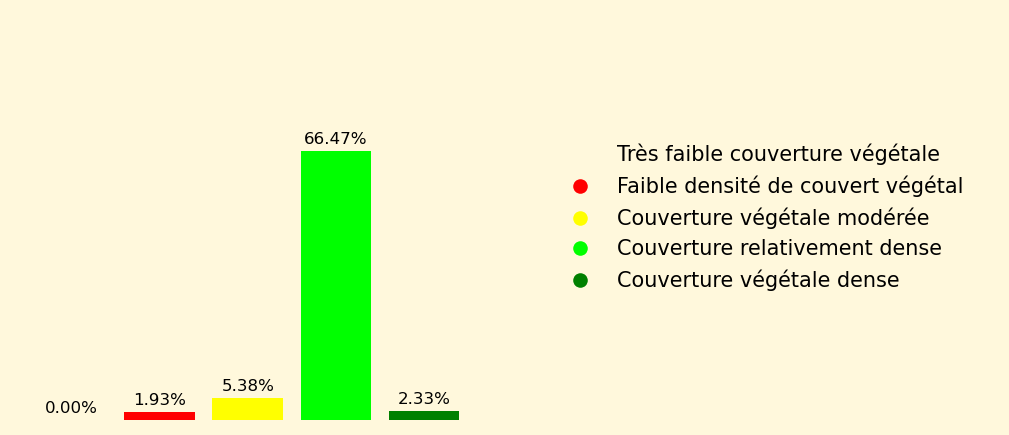 66.47%
5.38%
2.33%
1.93%
0.00%
Très faible couverture végétale
Faible densité de couvert végétal
Couverture végétale modérée
Couverture relativement dense
Couverture végétale dense